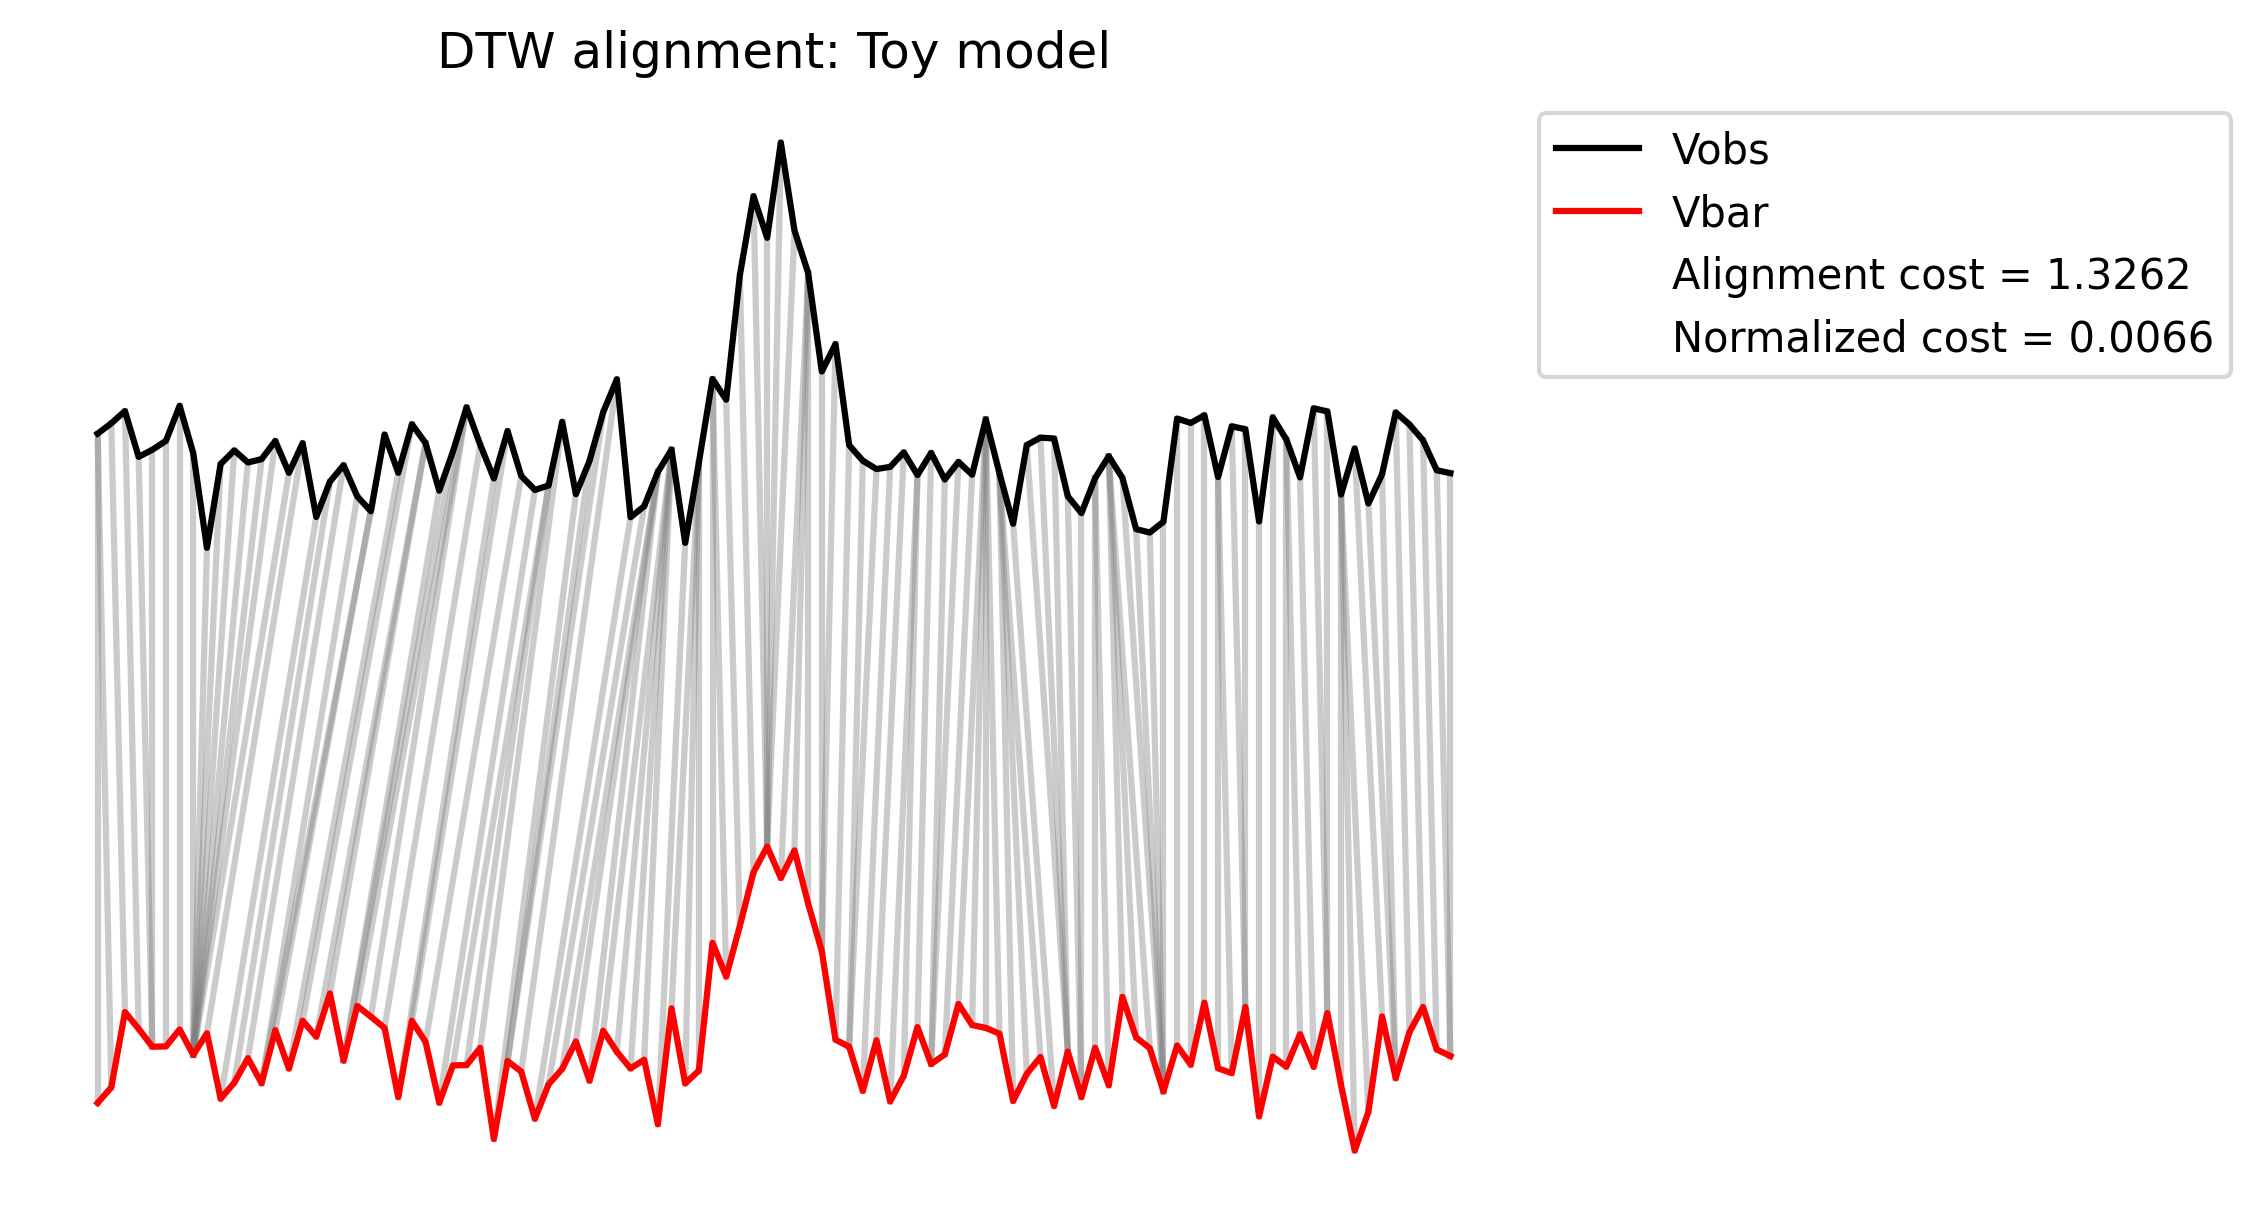 DTW alignment: Toy model
Vobs
Vbar
Alignment cost = 1.3262
Normalized cost = 0.0066